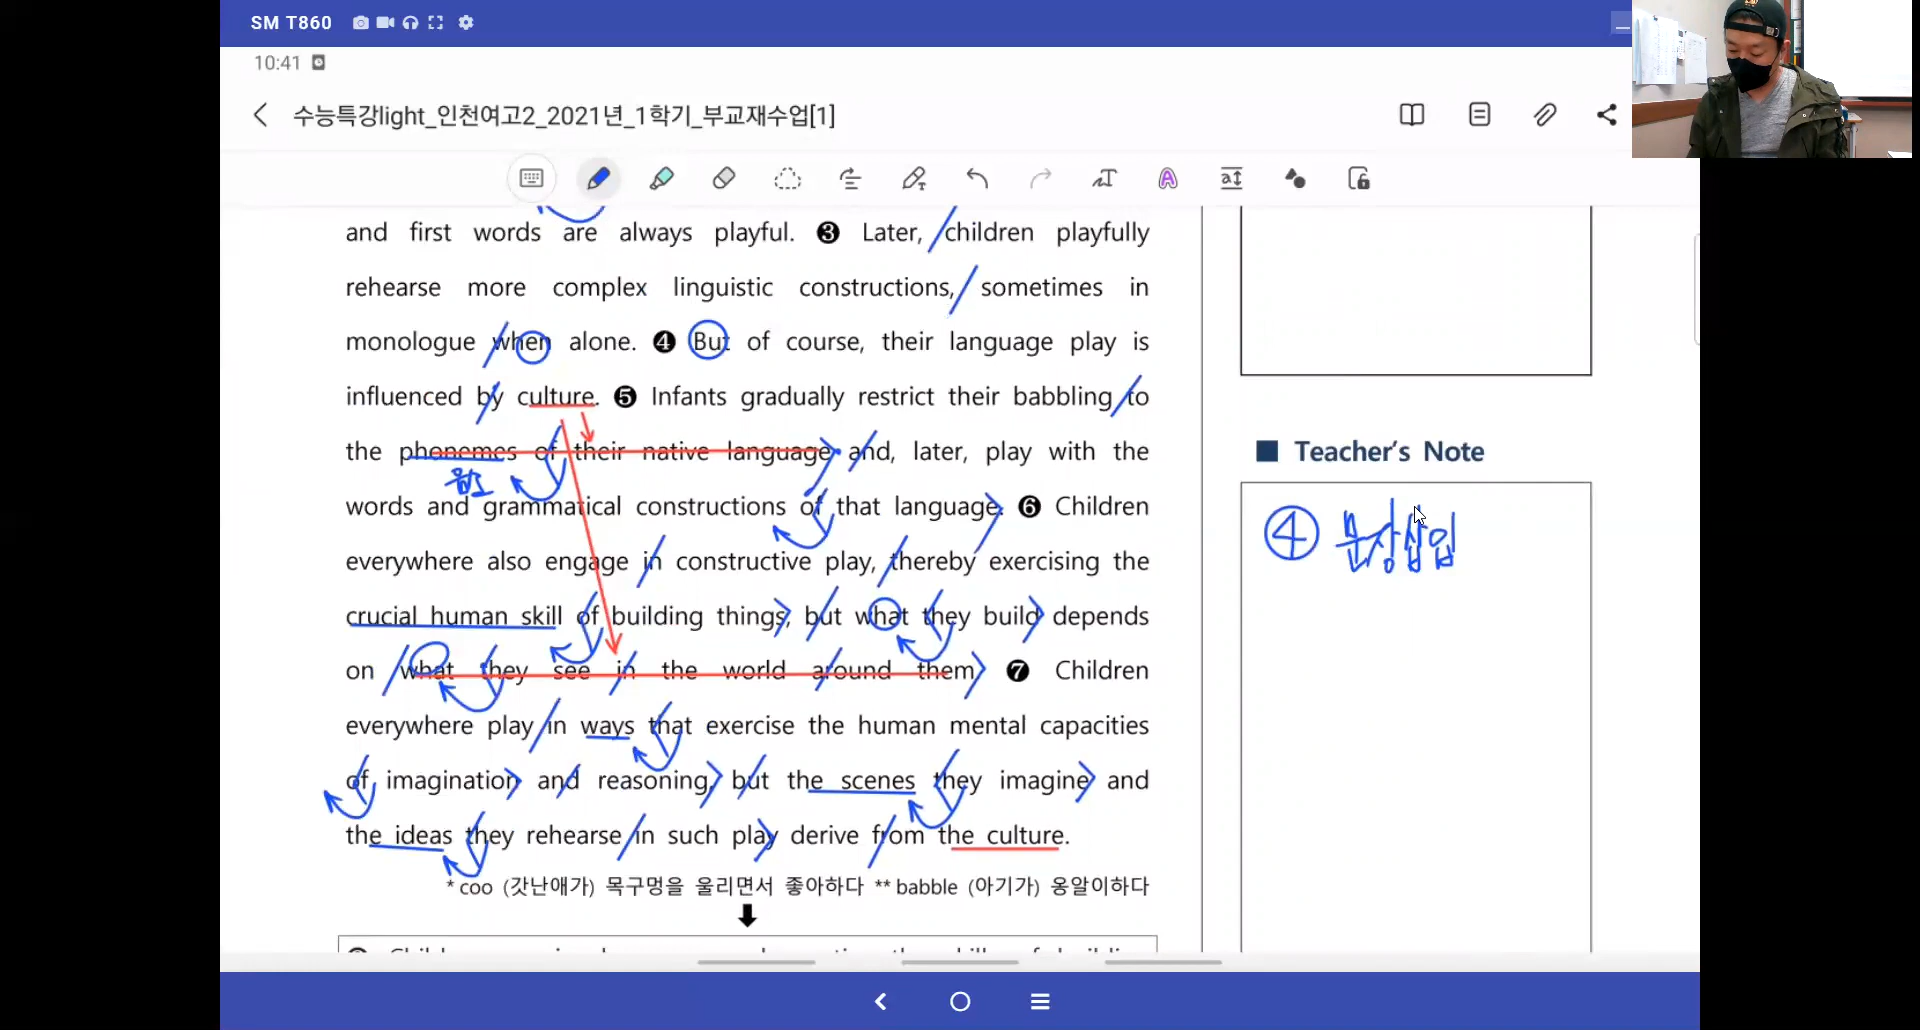 SM T860
10:41
수능특강light_인천여고2_2021년_1학기_부교재수업[1]
and first words are always playful. ❸ Later, children playfully
rehearse more complex linguistic constructions, sometimes in
monologue when alone. ❹ But of course, their language play is
influenced by culture. ❺ Infants gradually restrict their babbling to
the phonemes of their native language, and, later, play with the
음소
words and grammatical constructions of that language. ❻ Children
everywhere also engage in constructive play, thereby exercising the
crucial human skill of building things, but what they build depends
on what they see in the world around them. ❼ Children
everywhere play in ways that exercise the human mental capacities
of imagination and reasoning, but the scenes they imagine and
the ideas they rehearse in such play derive from the culture.
* coo (갓난애가) 목구멍을 울리면서 좋아하다 ** babble (아기가) 옹알이하다
Teacher's Note
④ 문장삽입